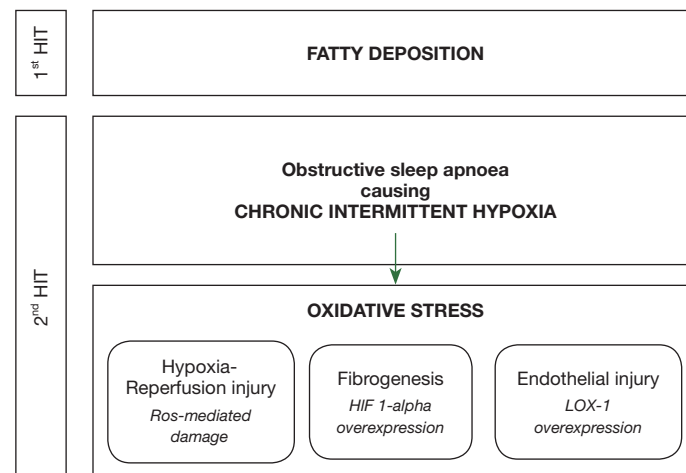 1st HIT
FATTY DEPOSITION
2nd HIT
Obstructive sleep apnoea
causing
CHRONIC INTERMITTENT HYPOXIA
OXIDATIVE STRESS
Hypoxia-
Reperfusion injury
Ros-mediated
damage
Fibrogenesis
HIF 1-alpha
overexpression
Endothelial injury
LOX-1
overexpression